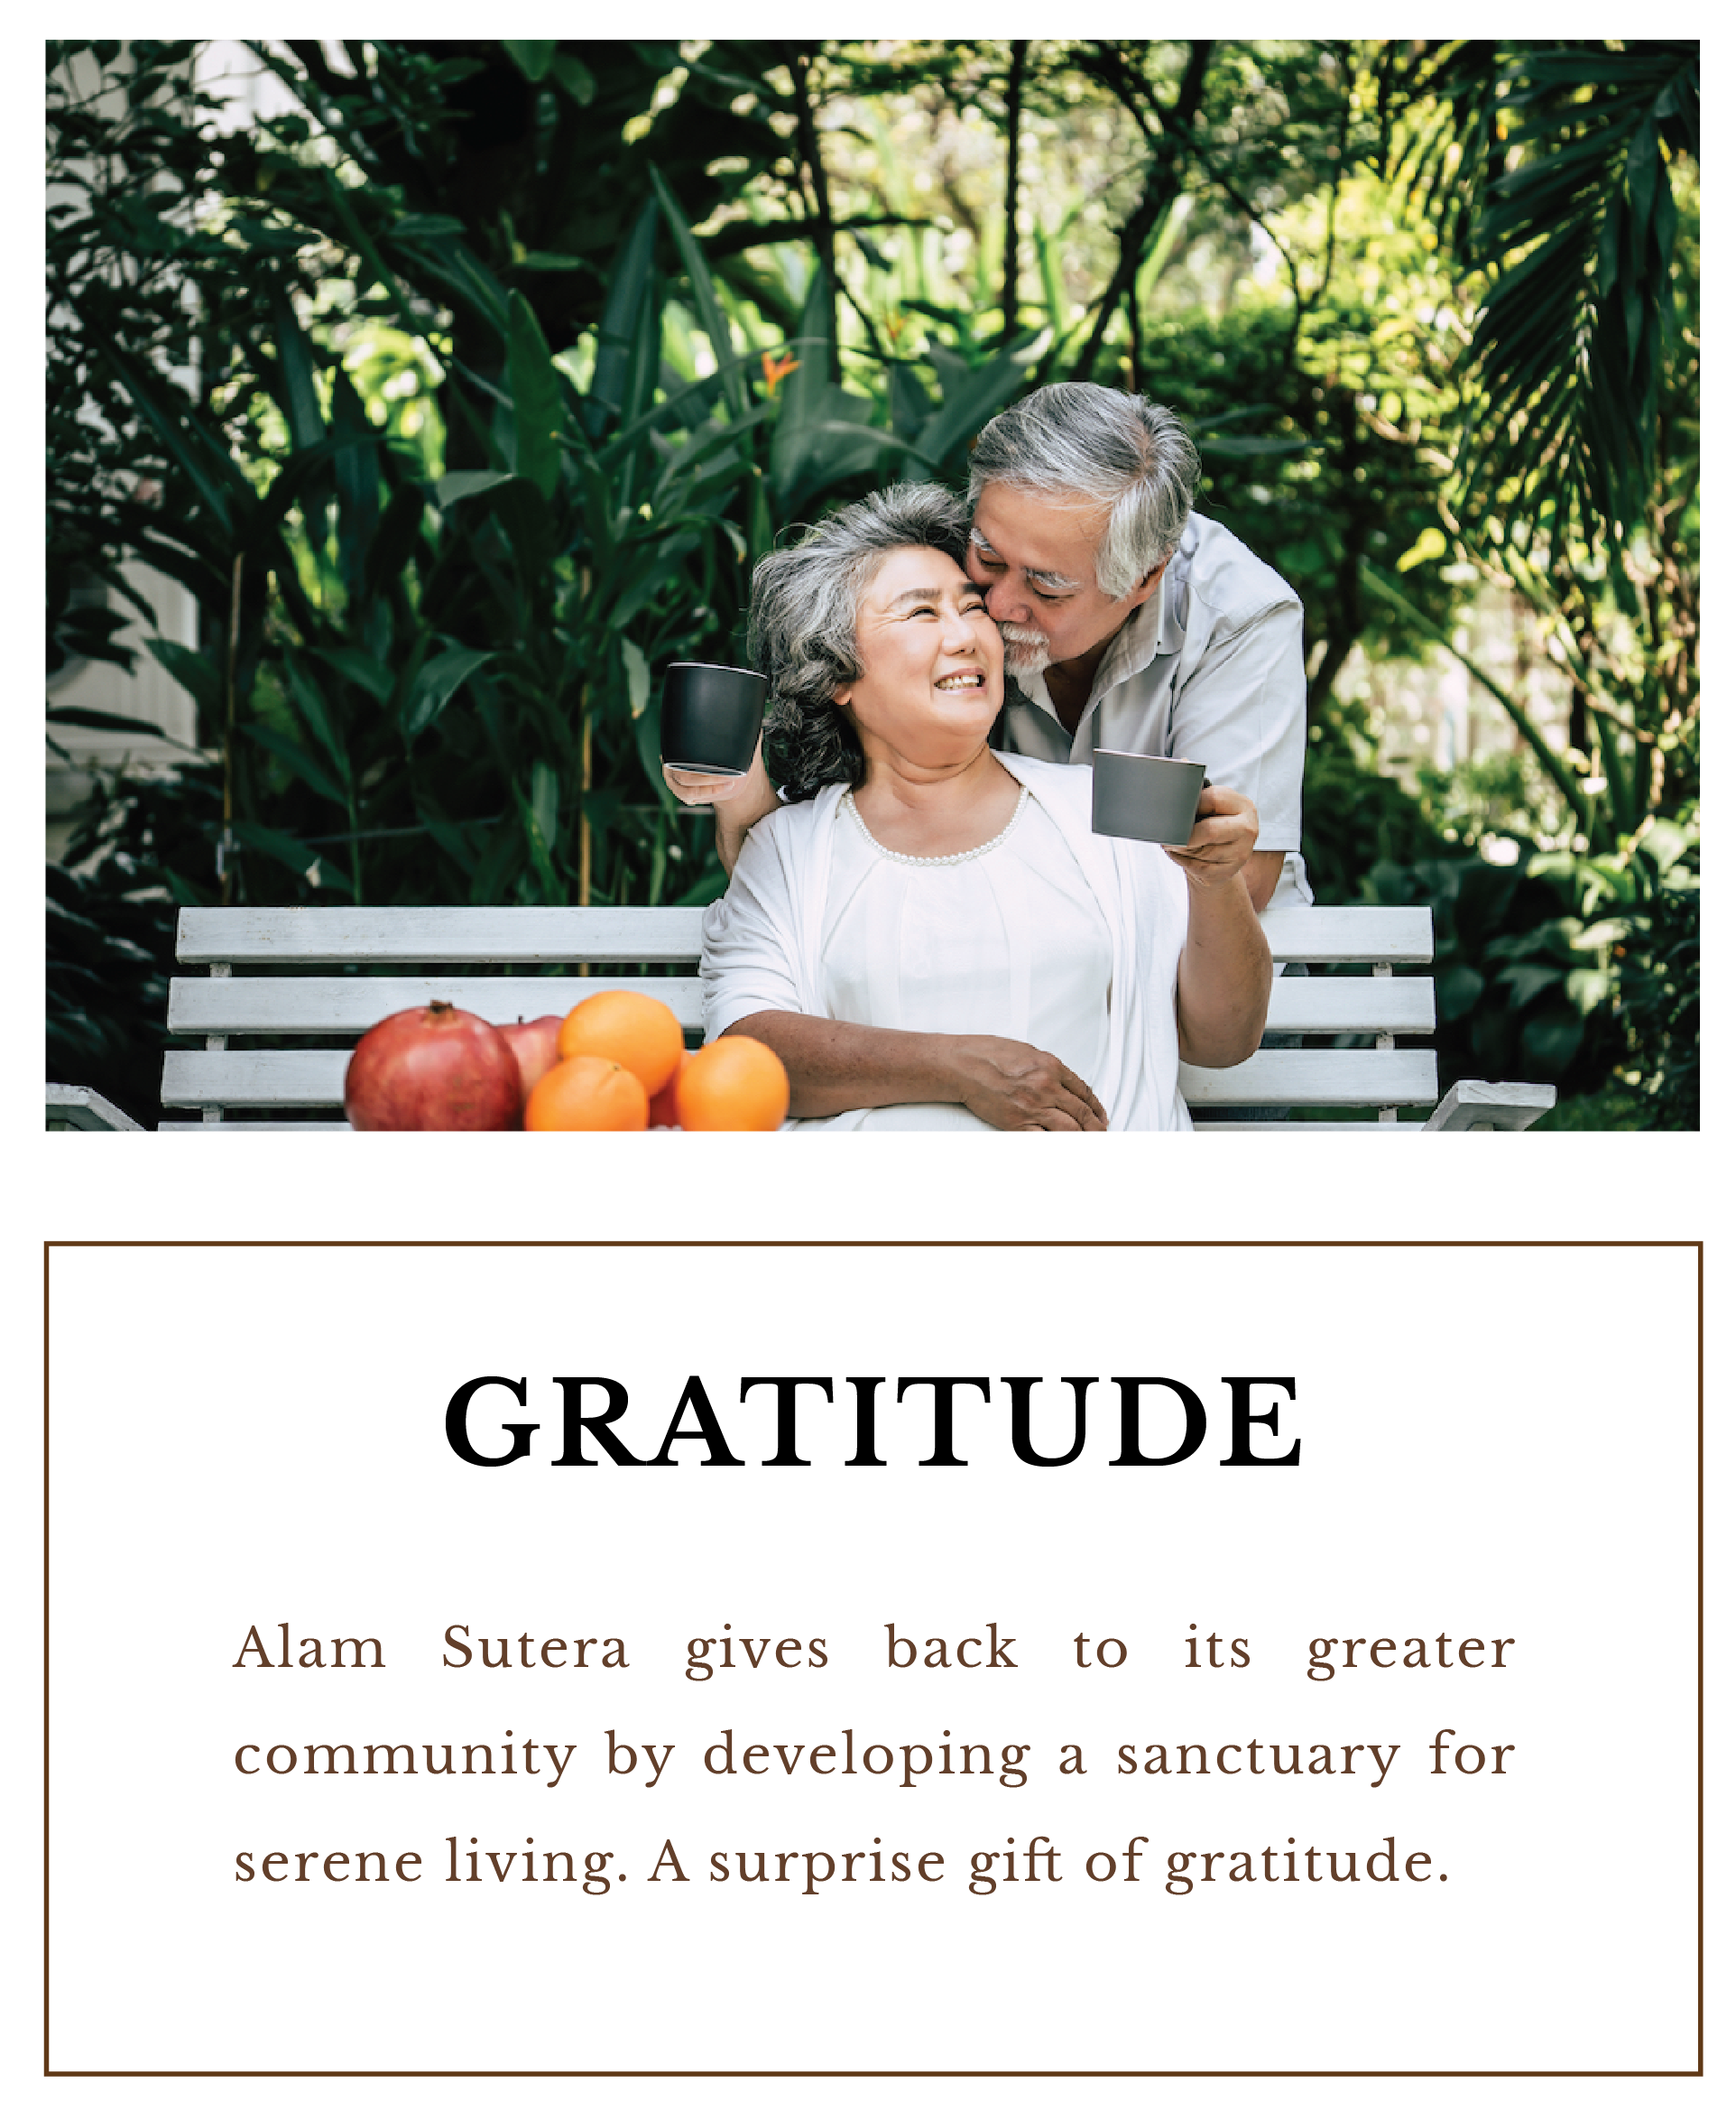 GRATITUDE
Alam Sutera gives back to its greater
community by developing a sanctuary for
serene living. A surprise gift of gratitude.